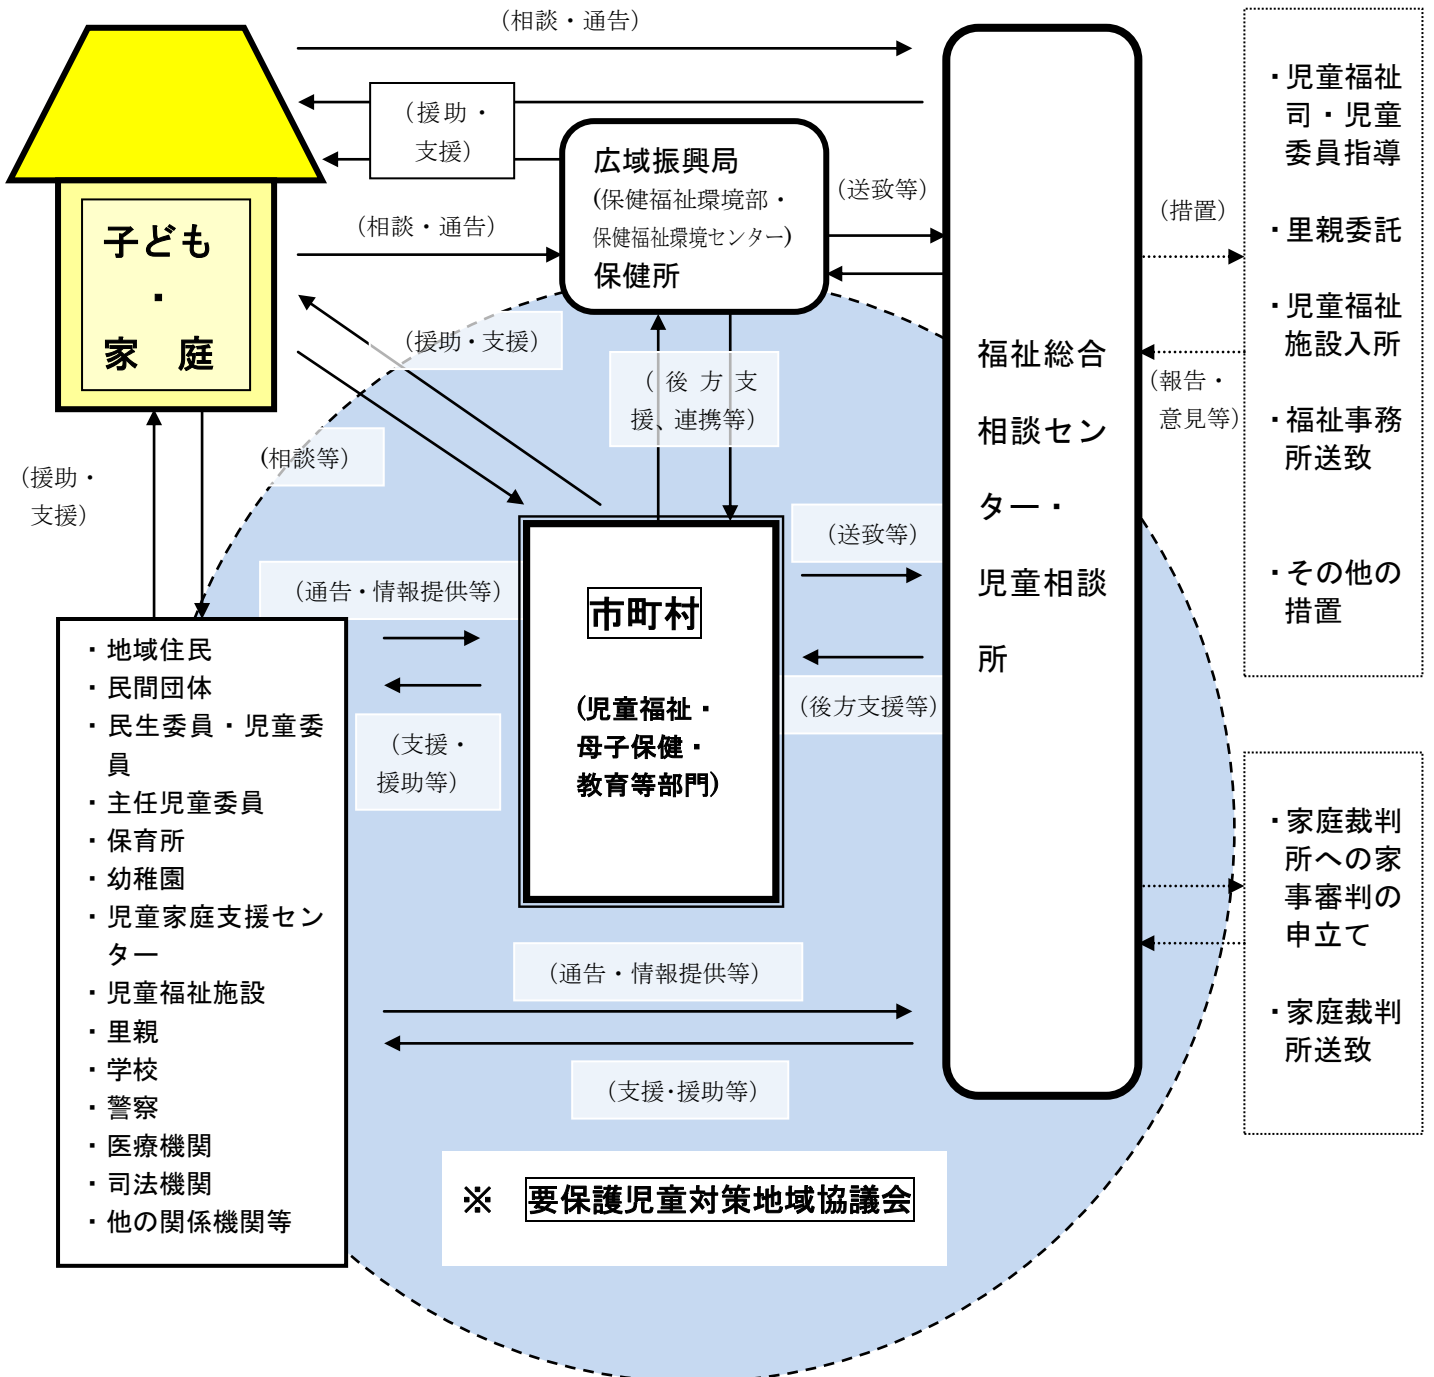 （相談・通告）
（援助・
支援）
広域振興局
(保健福祉環境部・
保健福祉環境センター)
保健所
（送致等）
（相談・通告）
子ども
・
家　庭
（援助・支援）
（後方支
援、連携等）
（相談等）
（援助・
支援）
（通告・情報提供等）
（送致等）
市町村
(児童福祉・
母子保健・
教育等部門)
（後方支援等）
（支援・
援助等）
福祉総合
相談セン
ター・
児童相談
所
（措置）
（報告・
意見等）
・児童福祉
司・児童
委員指導
・里親委託
・児童福祉
施設入所
・福祉事務
所送致
・その他の
措置
・地域住民
・民間団体
・民生委員・児童委
員
・主任児童委員
・保育所
・幼稚園
・児童家庭支援セン
ター
・児童福祉施設
・里親
・学校
・警察
・医療機関
・司法機関
・他の関係機関等
（通告・情報提供等）
（支援・援助等）
・家庭裁判
所への家
事審判の
申立て
・家庭裁判
所送致
※　要保護児童対策地域協議会